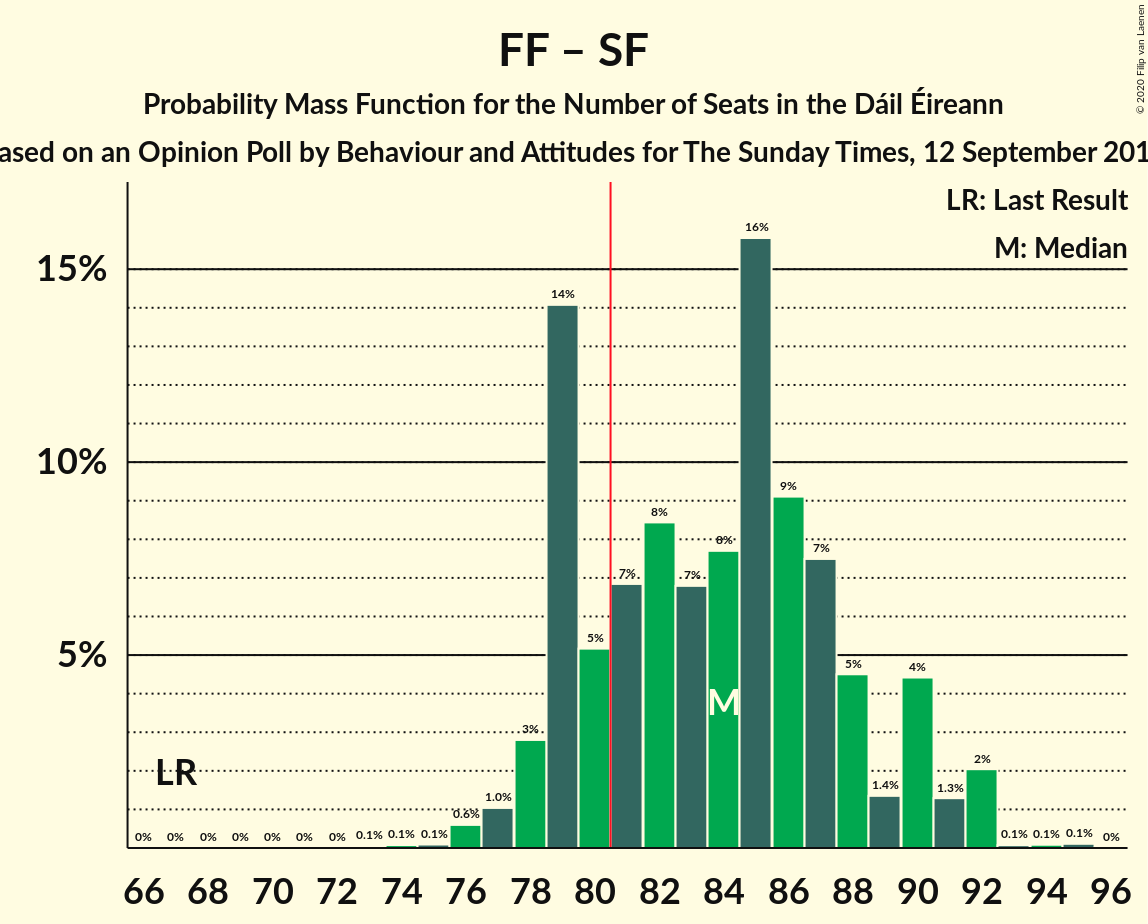 FF – SF
Probability Mass Function for the Number of Seats in the Dáil Éireann
ased on an Opinion Poll by Behaviour and Attitudes for The Sunday Times, 12 September 201
© 2020 Filip van Laenen
LR: Last Result
M: Median
15%
10%
5%
LR
M
0% 0% 0% 0% 0% 0% 0% 0.1% 0.1% 0.1% 0.6% 1.0% 3% 14% 5% 7% 8% 7% 8% 16% 9% 7% 5% 1.4% 4% 1.3% 2% 0.1% 0.1% 0.1% 0%
66 68 70 72 74 76 78 80 82 84 86 88 90 92 94 96